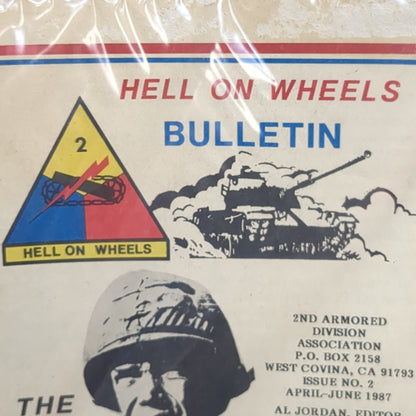 HELL ON WHEELS
BULLETIN
2
HELL ON WHEELS
2ND ARMORED
DIVISION
ASSOCIATION
P.O. BOX 2158
WEST COVINA, CA 91793
ISSUE NO. 2
APRIL-JUNE 1987
AL JORDAN, EDITOR
THE